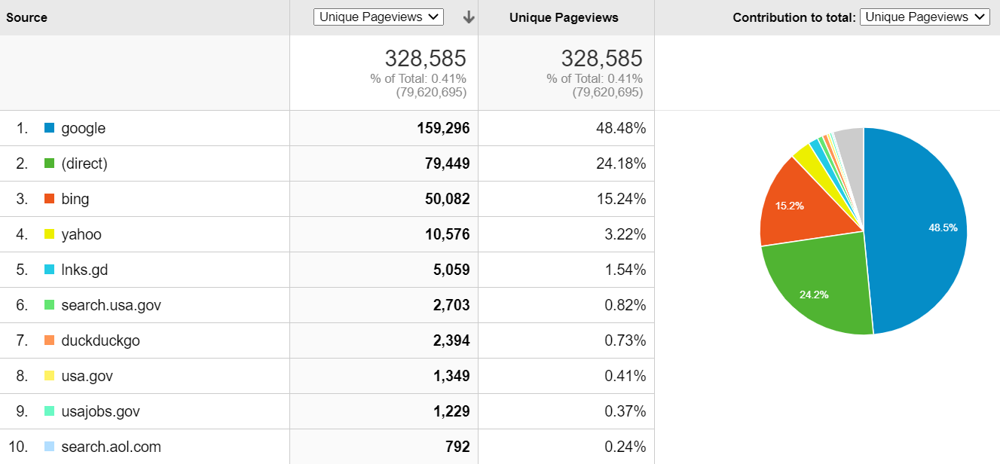 Source Unique Pageviews Unique Pageviews Contribution to total: Unique Pageviews
328,585 328,585
% of Total: 0.41% % of Total: 0.41%
(79,620,695) (79,620,695)
1. google 159,296 48.48%
2. (direct) 79,449 24.18%
3. bing 50,082 15.24%
4. yahoo 10,576 3.22%
5. lnks.gd 5,059 1.54%
6. search.usa.gov 2,703 0.82%
7. duckduckgo 2,394 0.73%
8. usa.gov 1,349 0.41%
9. usajobs.gov 1,229 0.37%
10. search.aol.com 792 0.24%
15.2%
48.5%
24.2%